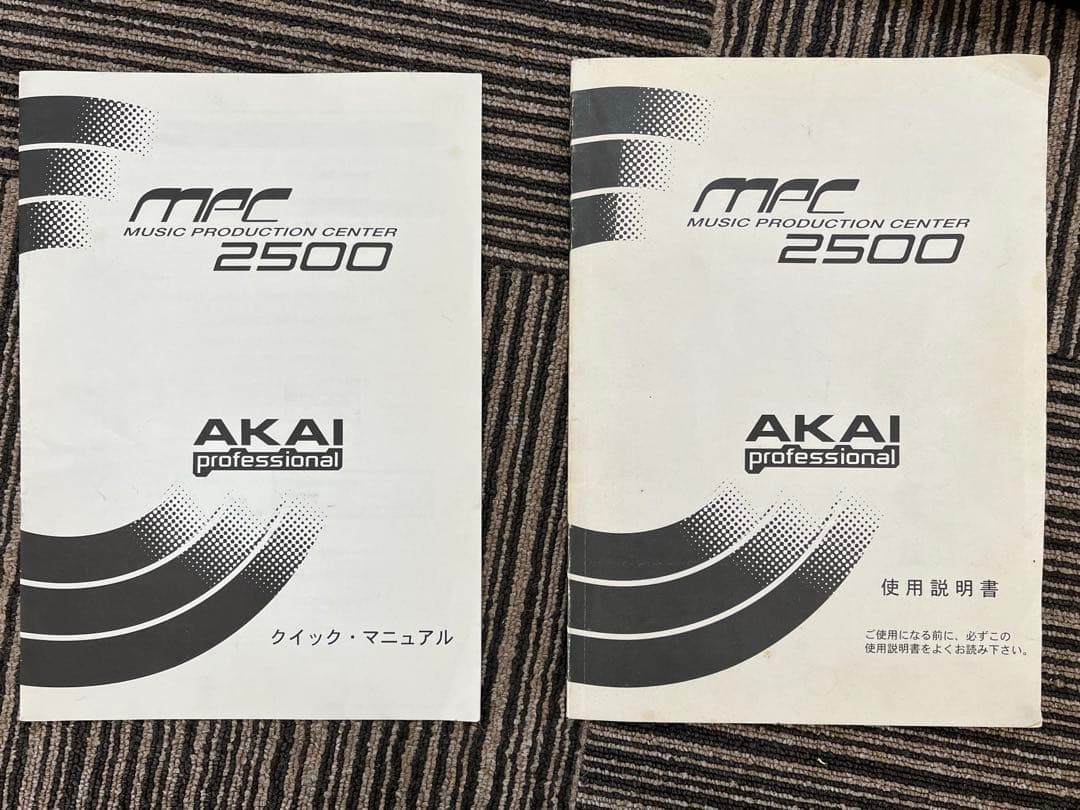 MPC
MUSIC PRODUCTION CENTER
2500
AKAI
professional
クイック・マニュアル
MPC
MUSIC PRODUCTION CENTER
2500
AKAI
professional
使用説明書
ご使用になる前に、必ずこの
使用説明書をよくお読み下さい。